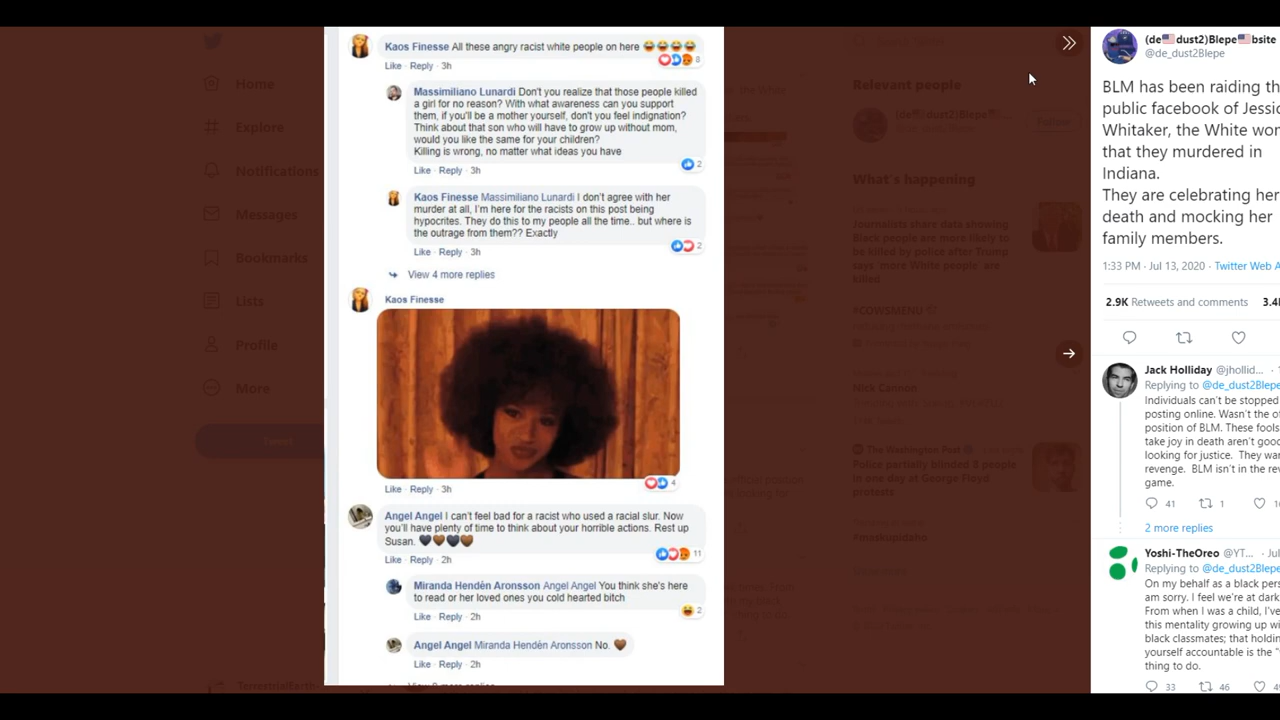 Kaos Finesse All these angry racist white people on here 😂😂😂😂
8
Like · Reply · 3h
Massimiliano Lunardi Don't you realize that those people killed
a girl for no reason? With what awareness can you support
them, if you'll be a mother yourself, don't you feel indignation?
Think about that son who will have to grow up without mom,
would you like the same for your children?
Killing is wrong, no matter what ideas you have
2
Like · Reply · 3h
Kaos Finesse Massimiliano Lunardi I don't agree with her
murder at all, I'm here for the racists on this post being
hypocrites. They do this to my people all the time.. but where is
the outrage from them?? Exactly
2
Like · Reply · 3h
View 4 more replies
Kaos Finesse
Like · Reply · 3h
4
Angel Angel I can't feel bad for a racist who used a racial slur. Now
you'll have plenty of time to think about your horrible actions. Rest up
Susan. 🖤🤎🖤🤎
11
Like · Reply · 2h
Miranda Hendén Aronsson Angel Angel You think she's here
to read or her loved ones you cold hearted bitch
2
Like · Reply · 2h
Angel Angel Miranda Hendén Aronsson No. 🤎
Like · Reply · 2h
Home
Explore
Notifications
Messages
Bookmarks
Lists
Profile
More
Tweet
Relevant people
Follow
What's happening
Journalists share data showing
Black people are more likely to
be killed by police after Trump
says 'more White people' are
killed
#COWSMENU
Nick Cannon
The Washington Post
Police partially blinded 8 people
in one day at George Floyd
protests
(de🇺🇸dust2)Blepe🇺🇸bsite
@de_dust2Blepe
BLM has been raiding th
public facebook of Jessic
Whitaker, the White wor
that they murdered in
Indiana.
They are celebrating her
death and mocking her
family members.
1:33 PM · Jul 13, 2020 · Twitter Web A
2.9K Retweets and comments 3.4
Jack Holliday @jhollid... · 1
Replying to @de_dust2Blepe
Individuals can't be stopped
posting online. Wasn't the of
position of BLM. These fools
take joy in death aren't good
looking for justice. They wan
revenge. BLM isn't in the rev
game.
41 1
2 more replies
Yoshi-TheOreo @YT... · Jul
Replying to @de_dust2Blepe
On my behalf as a black pers
am sorry. I feel we're at dark
From when I was a child, I've
this mentality growing up wi
black classmates; that holdin
yourself accountable is the "
thing to do.
33 46 49